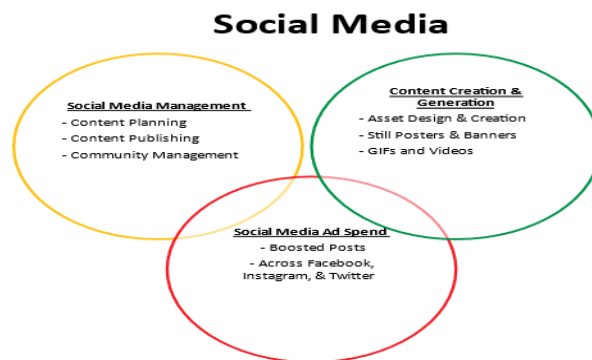 Social Media
Social Media Management
- Content Planning
- Content Publishing
- Community Management
Content Creation &
Generation
- Asset Design & Creation
- Still Posters & Banners
- GIFs and Videos
Social Media Ad Spend
- Boosted Posts
- Across Facebook,
Instagram, & Twitter